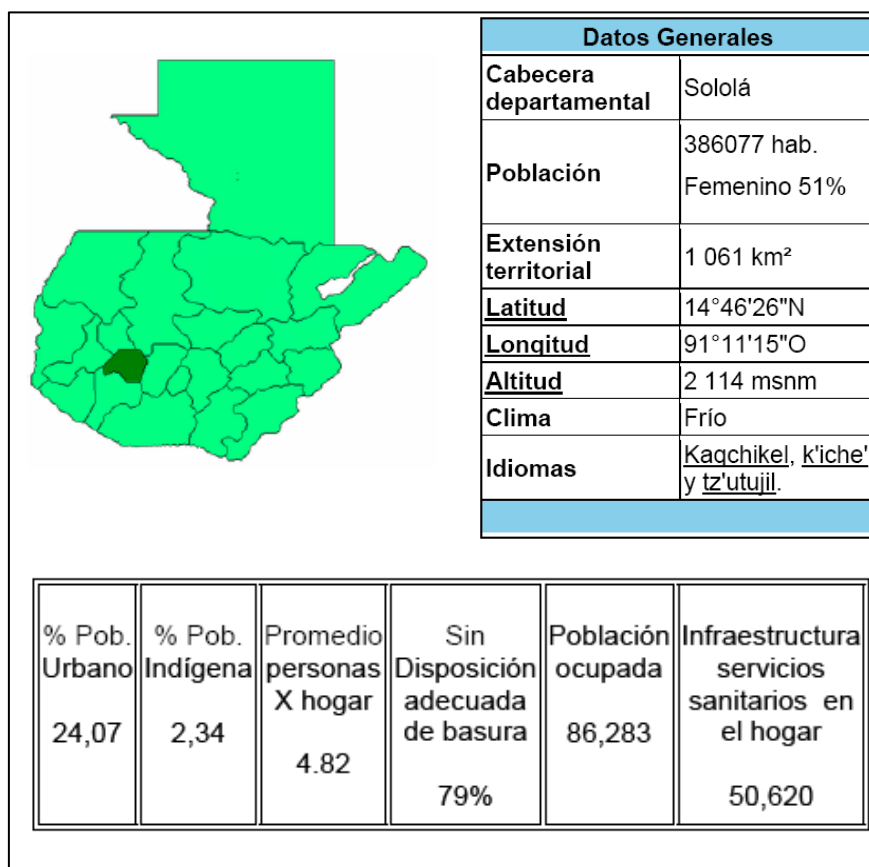 Datos Generales
Cabecera
departamental
Sololá
Población
386077 hab.
Femenino 51%
Extensión
territorial
1 061 km²
Latitud
14°46'26"N
Longitud
91°11'15"O
Altitud
2 114 msnm
Clima
Frío
Idiomas
Kaqchikel, k'iche'
y tz'utujil.
% Pob.
Urbano
24,07
% Pob.
Indígena
2,34
Promedio
personas
X hogar
4.82
Sin
Disposición
adecuada
de basura
79%
Población
ocupada
86,283
Infraestructura
servicios
sanitarios en
el hogar
50,620